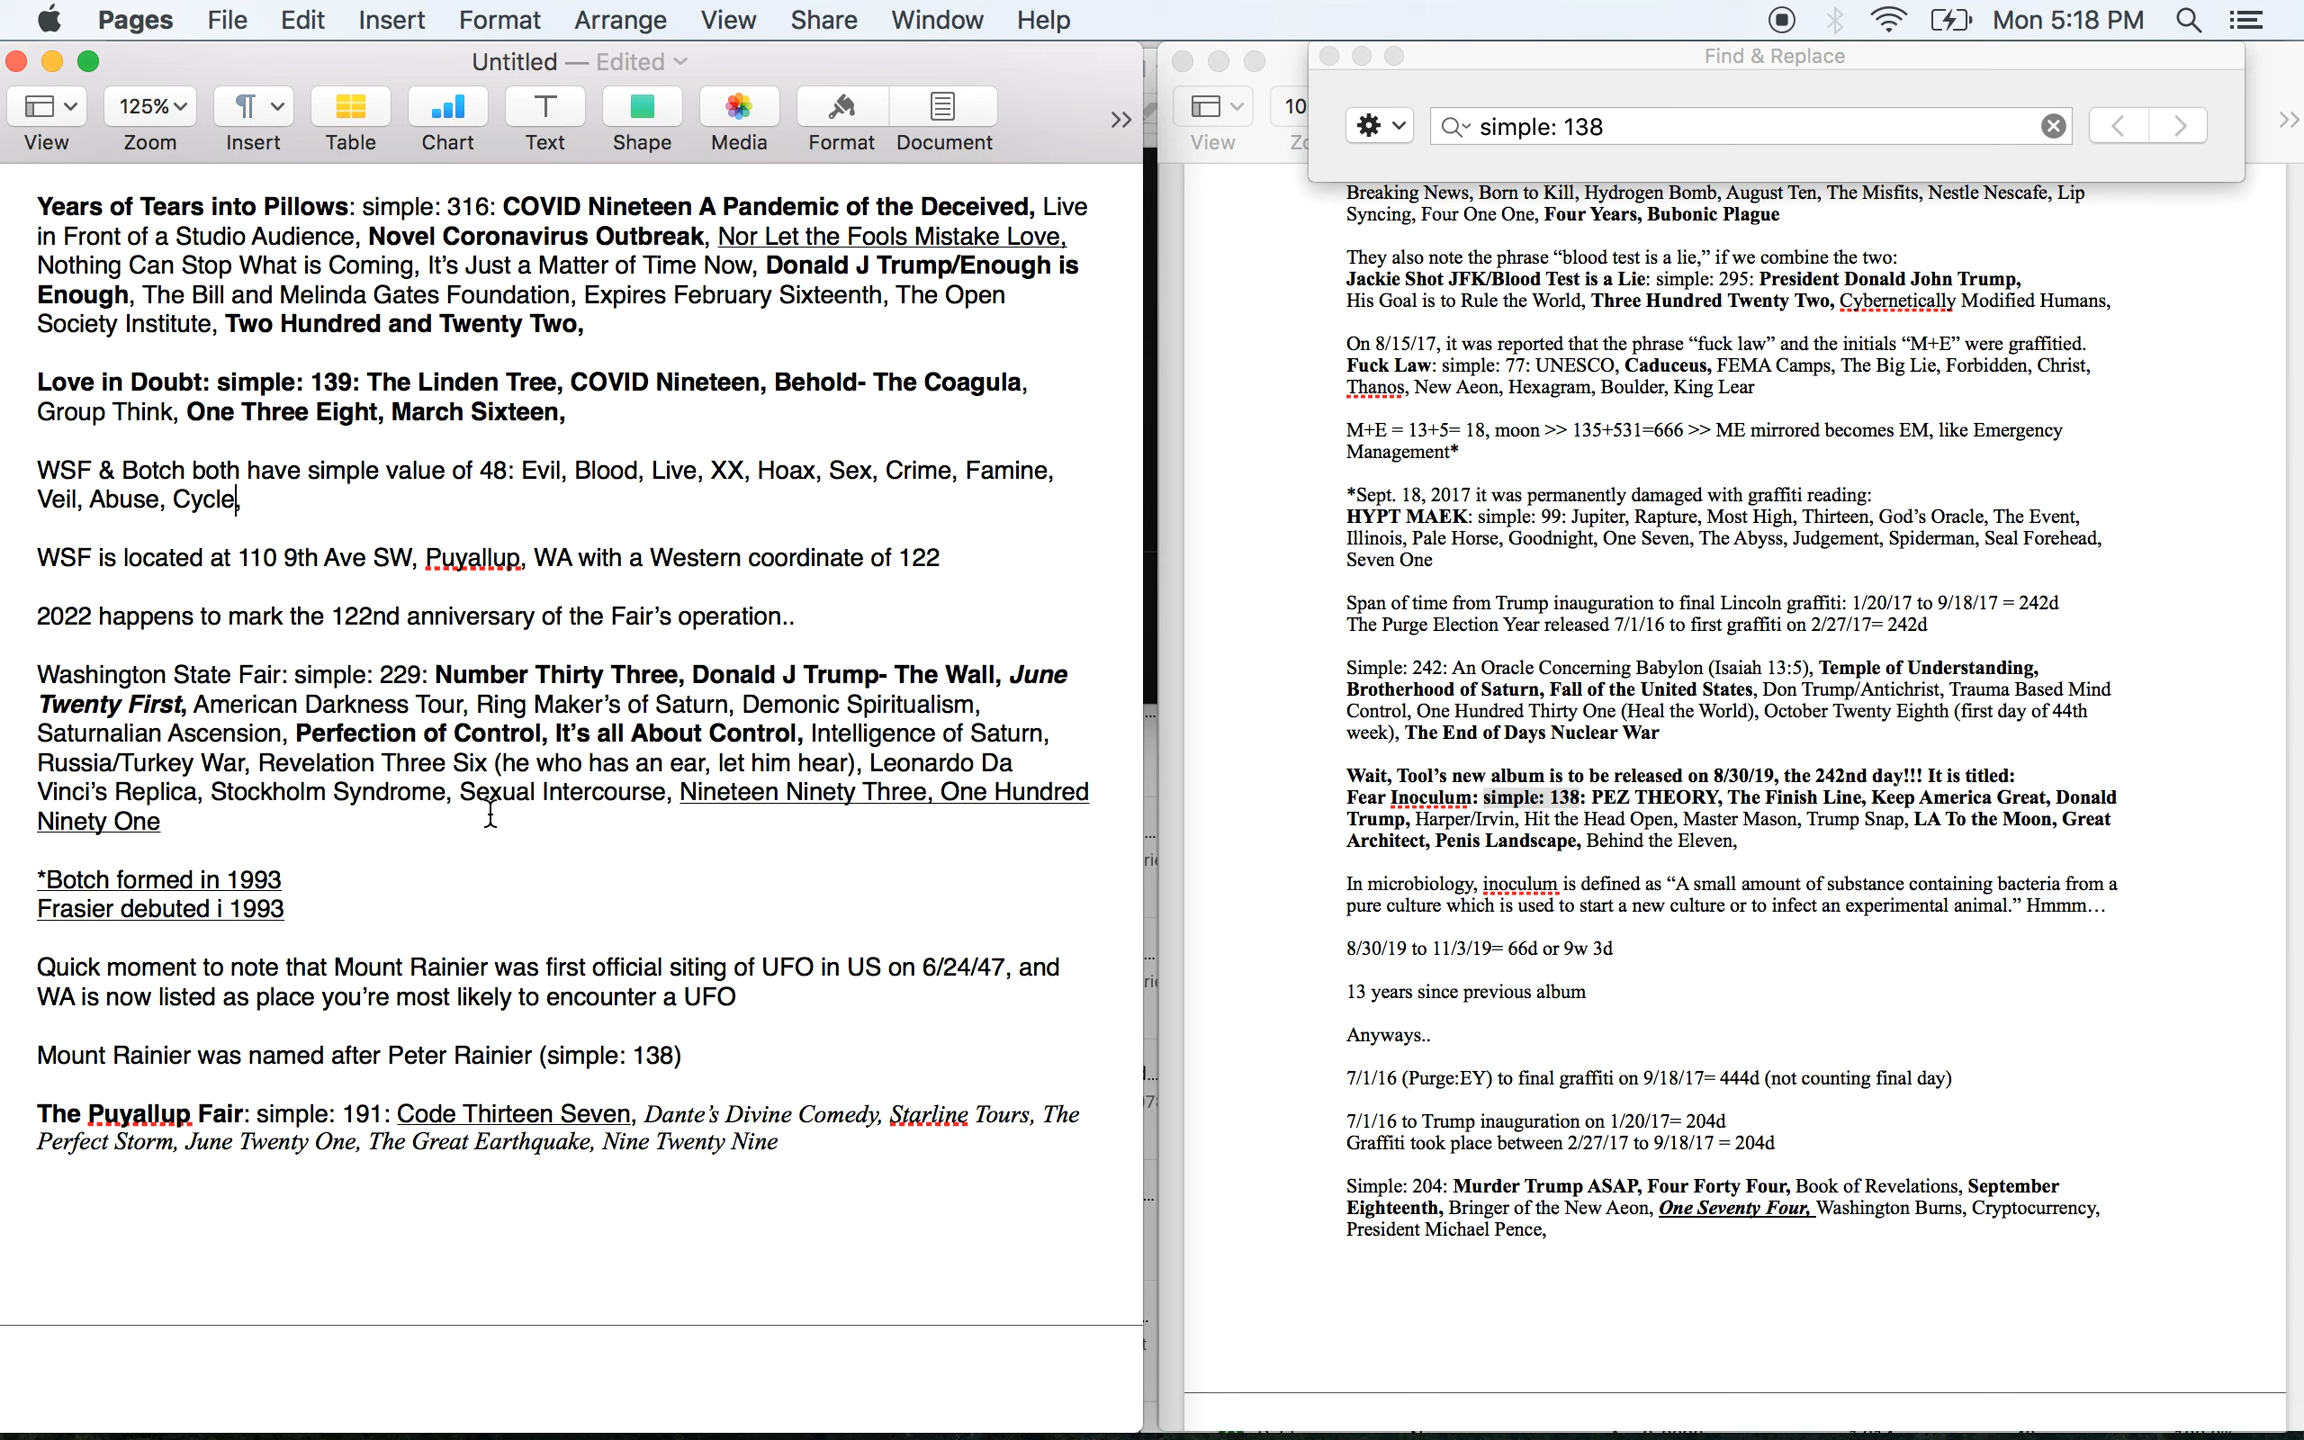 Pages File Edit Insert Format Arrange View Share Window Help Mon 5:18 PM
Untitled — Edited
125%
View Zoom Insert Table Chart Text Shape Media Format Document
Years of Tears into Pillows: simple: 316: COVID Nineteen A Pandemic of the Deceived, Live
in Front of a Studio Audience, Novel Coronavirus Outbreak, Nor Let the Fools Mistake Love,
Nothing Can Stop What is Coming, It's Just a Matter of Time Now, Donald J Trump/Enough is
Enough, The Bill and Melinda Gates Foundation, Expires February Sixteenth, The Open
Society Institute, Two Hundred and Twenty Two,
Love in Doubt: simple: 139: The Linden Tree, COVID Nineteen, Behold- The Coagula,
Group Think, One Three Eight, March Sixteen,
WSF & Botch both have simple value of 48: Evil, Blood, Live, XX, Hoax, Sex, Crime, Famine,
Veil, Abuse, Cycle,
WSF is located at 110 9th Ave SW, Puyallup, WA with a Western coordinate of 122
2022 happens to mark the 122nd anniversary of the Fair's operation..
Washington State Fair: simple: 229: Number Thirty Three, Donald J Trump- The Wall, June
Twenty First, American Darkness Tour, Ring Maker's of Saturn, Demonic Spiritualism,
Saturnalian Ascension, Perfection of Control, It's all About Control, Intelligence of Saturn,
Russia/Turkey War, Revelation Three Six (he who has an ear, let him hear), Leonardo Da
Vinci's Replica, Stockholm Syndrome, Sexual Intercourse, Nineteen Ninety Three, One Hundred
Ninety One
*Botch formed in 1993
Frasier debuted i 1993
Quick moment to note that Mount Rainier was first official siting of UFO in US on 6/24/47, and
WA is now listed as place you're most likely to encounter a UFO
Mount Rainier was named after Peter Rainier (simple: 138)
The Puyallup Fair: simple: 191: Code Thirteen Seven, Dante's Divine Comedy, Starline Tours, The
Perfect Storm, June Twenty One, The Great Earthquake, Nine Twenty Nine
Find & Replace
simple: 138
10
View
Breaking News, Born to Kill, Hydrogen Bomb, August Ten, The Misfits, Nestle Nescafe, Lip
Syncing, Four One One, Four Years, Bubonic Plague
They also note the phrase “blood test is a lie,” if we combine the two:
Jackie Shot JFK/Blood Test is a Lie: simple: 295: President Donald John Trump,
His Goal is to Rule the World, Three Hundred Twenty Two, Cybernetically Modified Humans,
On 8/15/17, it was reported that the phrase “fuck law” and the initials “M+E” were graffitied.
Fuck Law: simple: 77: UNESCO, Caduceus, FEMA Camps, The Big Lie, Forbidden, Christ,
Thanos, New Aeon, Hexagram, Boulder, King Lear
M+E = 13+5= 18, moon >> 135+531=666 >> ME mirrored becomes EM, like Emergency
Management*
*Sept. 18, 2017 it was permanently damaged with graffiti reading:
HYPT MAEK: simple: 99: Jupiter, Rapture, Most High, Thirteen, God's Oracle, The Event,
Illinois, Pale Horse, Goodnight, One Seven, The Abyss, Judgement, Spiderman, Seal Forehead,
Seven One
Span of time from Trump inauguration to final Lincoln graffiti: 1/20/17 to 9/18/17 = 242d
The Purge Election Year released 7/1/16 to first graffiti on 2/27/17= 242d
Simple: 242: An Oracle Concerning Babylon (Isaiah 13:5), Temple of Understanding,
Brotherhood of Saturn, Fall of the United States, Don Trump/Antichrist, Trauma Based Mind
Control, One Hundred Thirty One (Heal the World), October Twenty Eighth (first day of 44th
week), The End of Days Nuclear War
Wait, Tool's new album is to be released on 8/30/19, the 242nd day!!! It is titled:
Fear Inoculum: simple: 138: PEZ THEORY, The Finish Line, Keep America Great, Donald
Trump, Harper/Irvin, Hit the Head Open, Master Mason, Trump Snap, LA To the Moon, Great
Architect, Penis Landscape, Behind the Eleven,
In microbiology, inoculum is defined as “A small amount of substance containing bacteria from a
pure culture which is used to start a new culture or to infect an experimental animal.” Hmmm…
8/30/19 to 11/3/19= 66d or 9w 3d
13 years since previous album
Anyways..
7/1/16 (Purge:EY) to final graffiti on 9/18/17= 444d (not counting final day)
7/1/16 to Trump inauguration on 1/20/17= 204d
Graffiti took place between 2/27/17 to 9/18/17 = 204d
Simple: 204: Murder Trump ASAP, Four Forty Four, Book of Revelations, September
Eighteenth, Bringer of the New Aeon, One Seventy Four, Washington Burns, Cryptocurrency,
President Michael Pence,